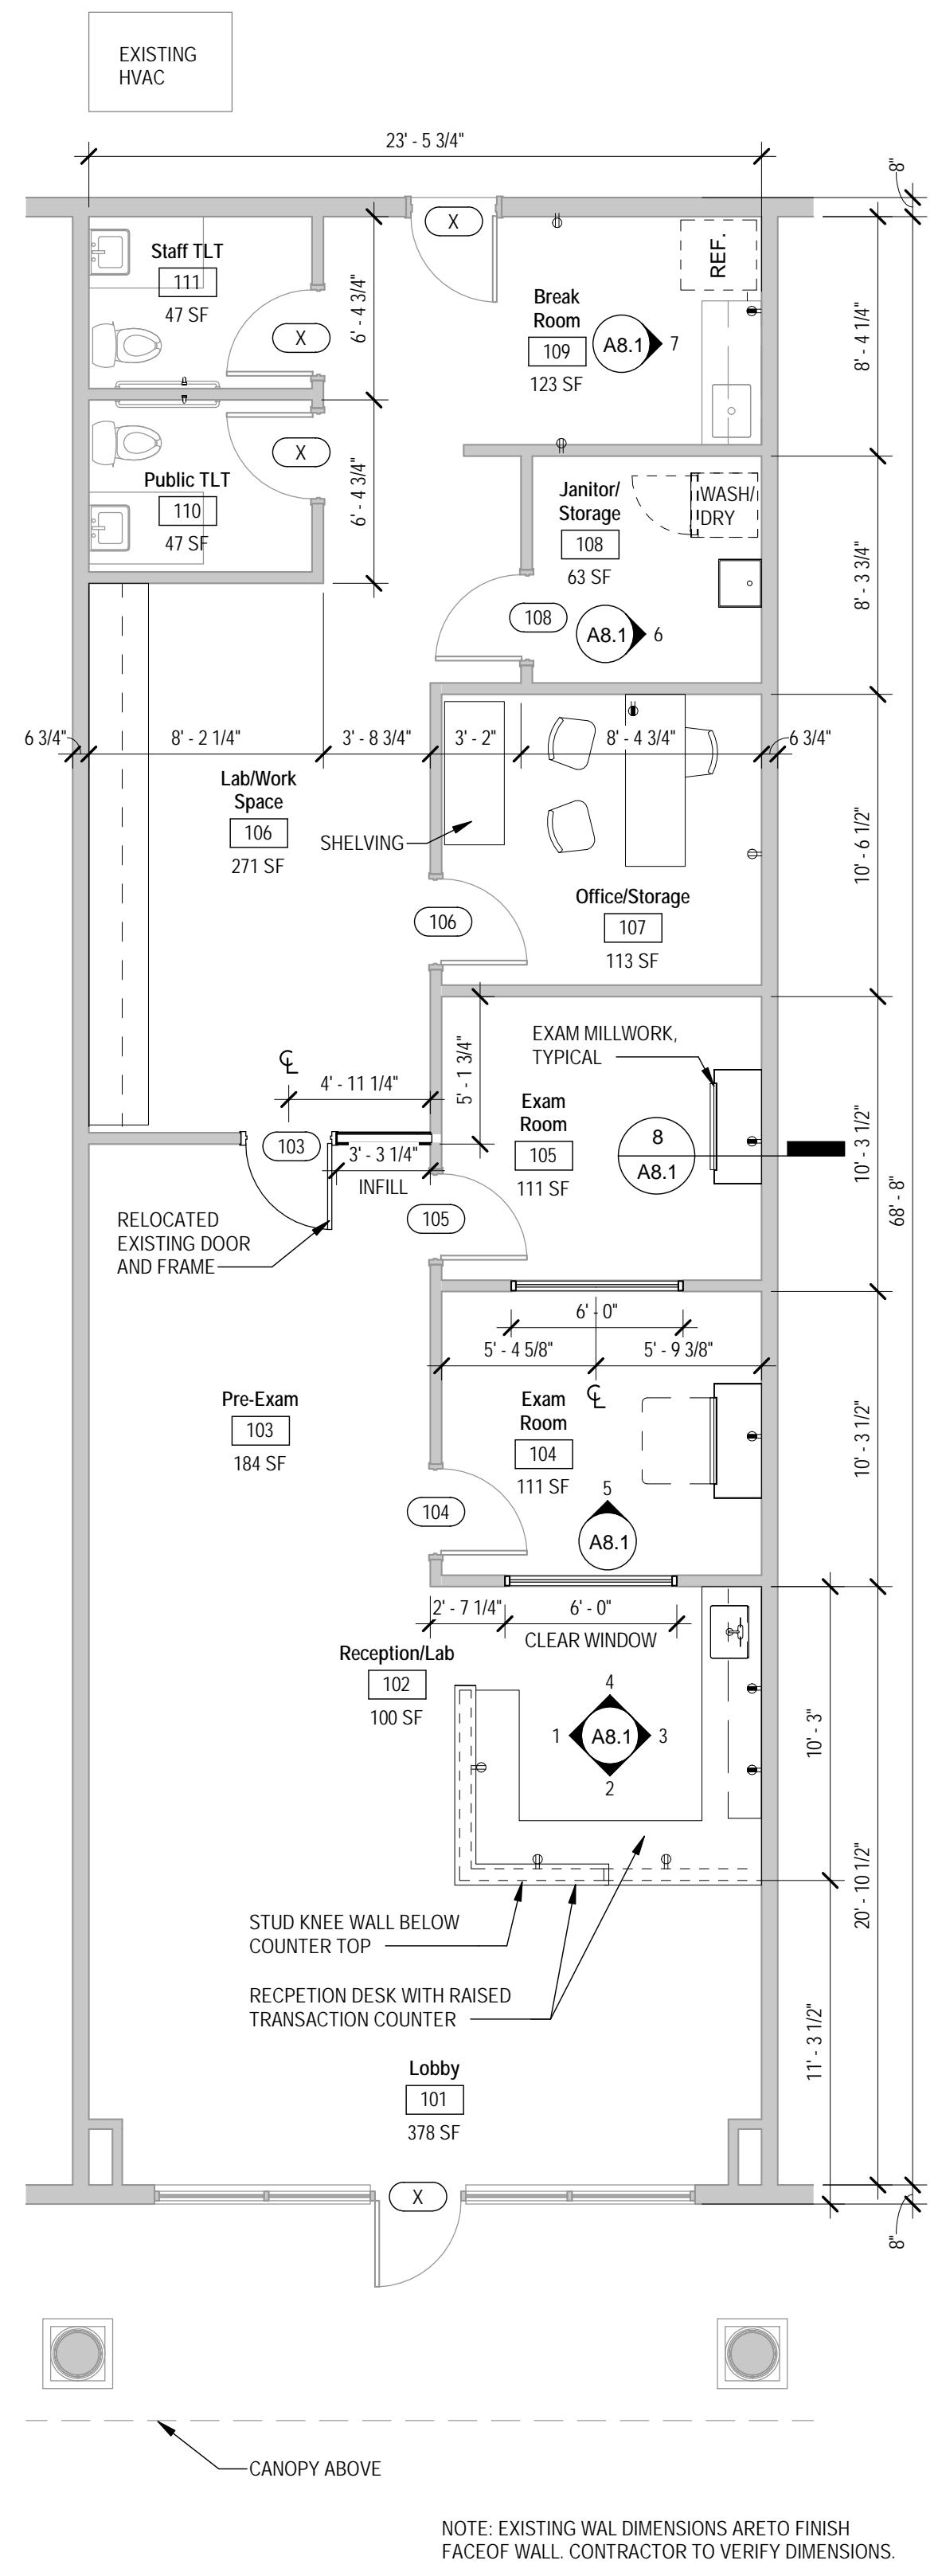 EXISTING
HVAC
23' - 5 3/4"
8"
X
Staff TLT
111
47 SF
X
6' - 4 3/4"
REF.
Break
Room
109
123 SF
A8.1
7
8' - 4 1/4"
X
Public TLT
110
47 SF
6' - 4 3/4"
Janitor/
Storage
108
63 SF
WASH/
DRY
108
A8.1
6
8' - 3 3/4"
6 3/4"
8' - 2 1/4"
3' - 8 3/4"
3' - 2"
8' - 4 3/4"
6 3/4"
Lab/Work
Space
106
271 SF
SHELVING
106
Office/Storage
107
113 SF
10' - 6 1/2"
EXAM MILLWORK,
TYPICAL
5' - 1 3/4"
CL
4' - 11 1/4"
103
3' - 3 1/4"
INFILL
Exam
Room
105
111 SF
8
A8.1
10' - 3 1/2"
68' - 8"
105
RELOCATED
EXISTING DOOR
AND FRAME
6' - 0"
5' - 4 5/8"
5' - 9 3/8"
CL
Pre-Exam
103
184 SF
Exam
Room
104
111 SF
10' - 3 1/2"
104
5
A8.1
2' - 7 1/4"
6' - 0"
CLEAR WINDOW
Reception/Lab
102
100 SF
4
1
A8.1
3
2
10' - 3"
20' - 10 1/2"
STUD KNEE WALL BELOW
COUNTER TOP
RECPETION DESK WITH RAISED
TRANSACTION COUNTER
11' - 3 1/2"
Lobby
101
378 SF
X
8"
CANOPY ABOVE
NOTE: EXISTING WAL DIMENSIONS ARETO FINISH
FACEOF WALL. CONTRACTOR TO VERIFY DIMENSIONS.